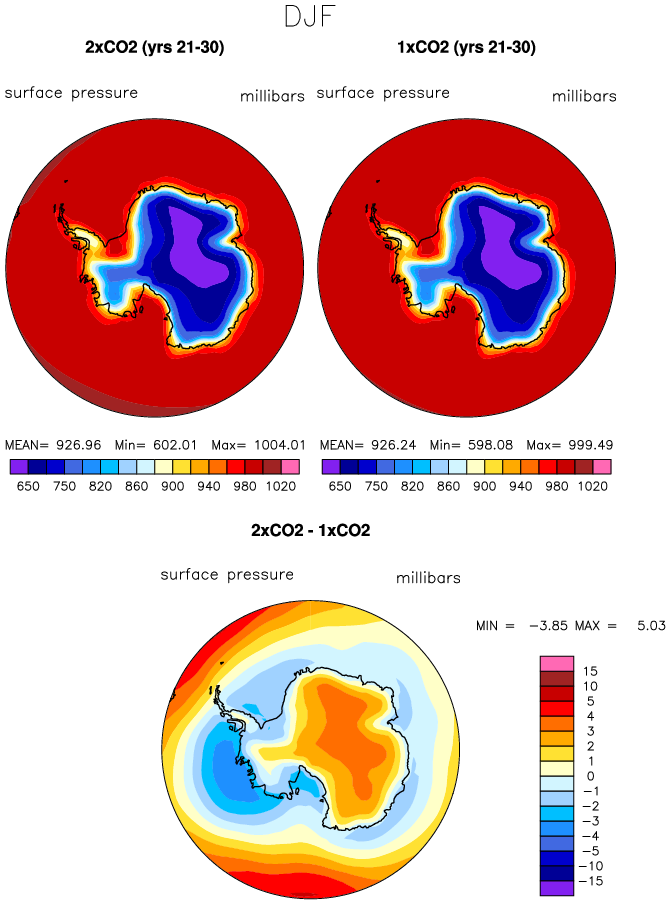 DJF
2xCO2 (yrs 21-30) 1xCO2 (yrs 21-30)
surface pressure millibars surface pressure millibars
MEAN= 926.96 Min= 602.01 Max= 1004.01 MEAN= 926.24 Min= 598.08 Max= 999.49
650 750 820 860 900 940 980 1020 650 750 820 860 900 940 980 1020
2xCO2 - 1xCO2
surface pressure millibars
MIN = -3.85 MAX = 5.03
15
10
5
4
3
2
1
0
-1
-2
-3
-4
-5
-10
-15